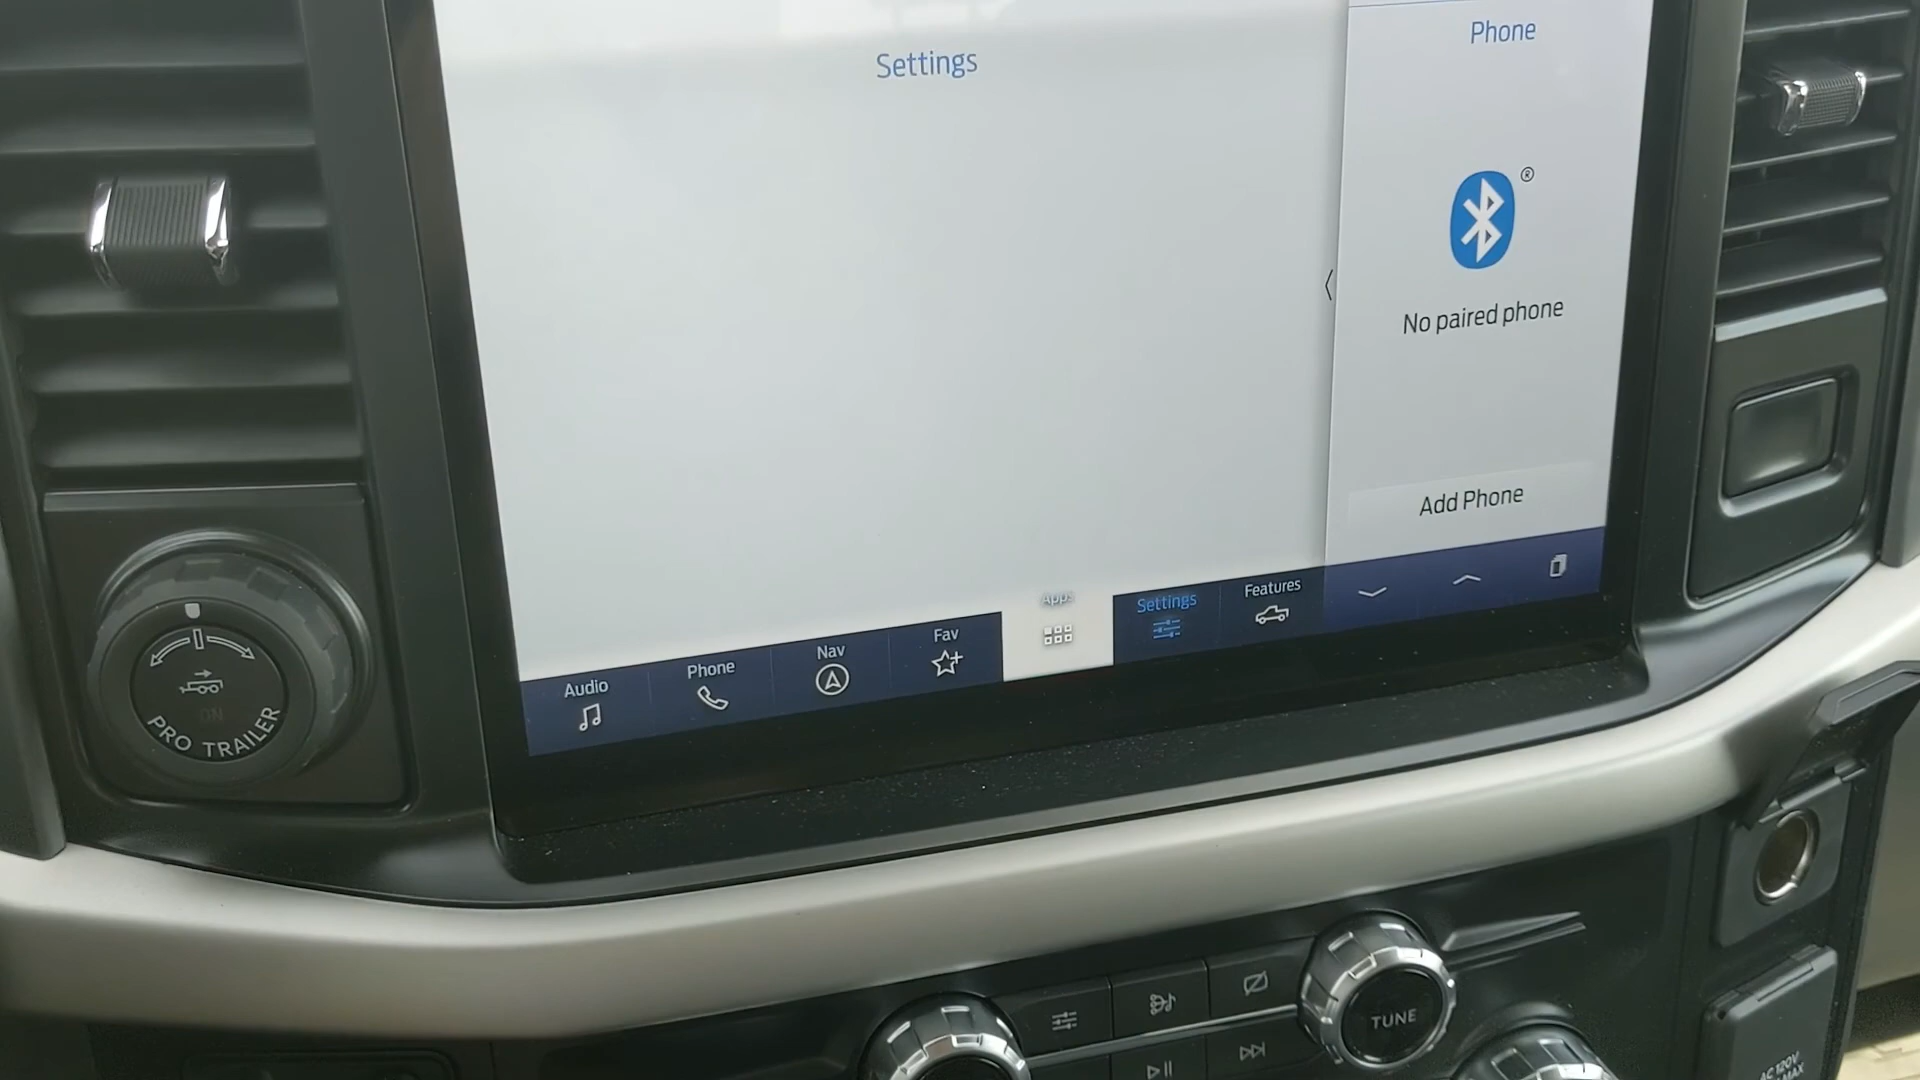 Settings
Phone
®
No paired phone
Add Phone
Audio
Phone
Nav
Fav
Apps
Settings
Features
ON
PRO TRAILER
TUNE
AC 120V
MAX